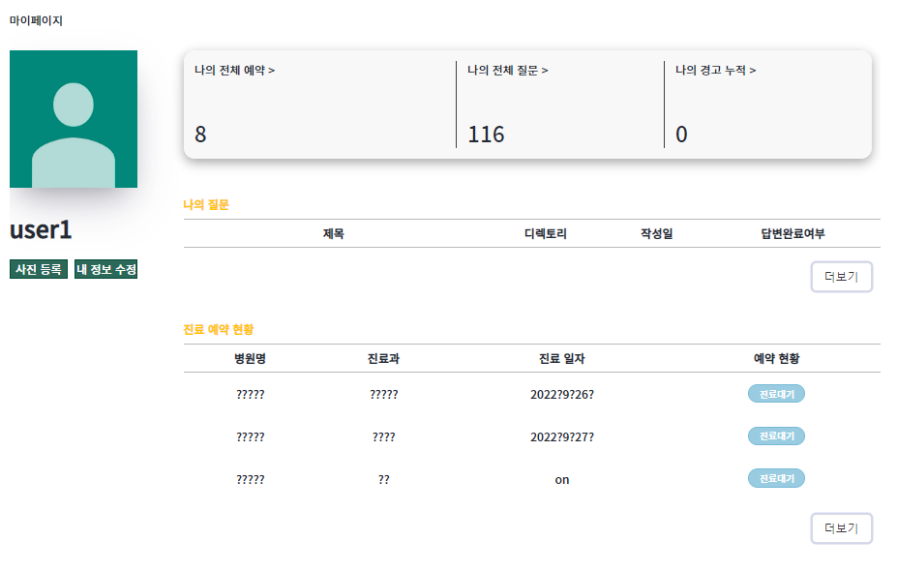 마이페이지
나의 전체 예약 >
나의 전체 질문 >
나의 경고 누적 >
8
116
0
user1
사진 등록
내 정보 수정
나의 질문
제목 디렉토리 작성일 답변완료여부
더보기
진료 예약 현황
병원명 진료과 진료 일자 예약 현황
????? ????? 2022?9?26? 진료대기
????? ???? 2022?9?27? 진료대기
????? ?? on 진료대기
더보기